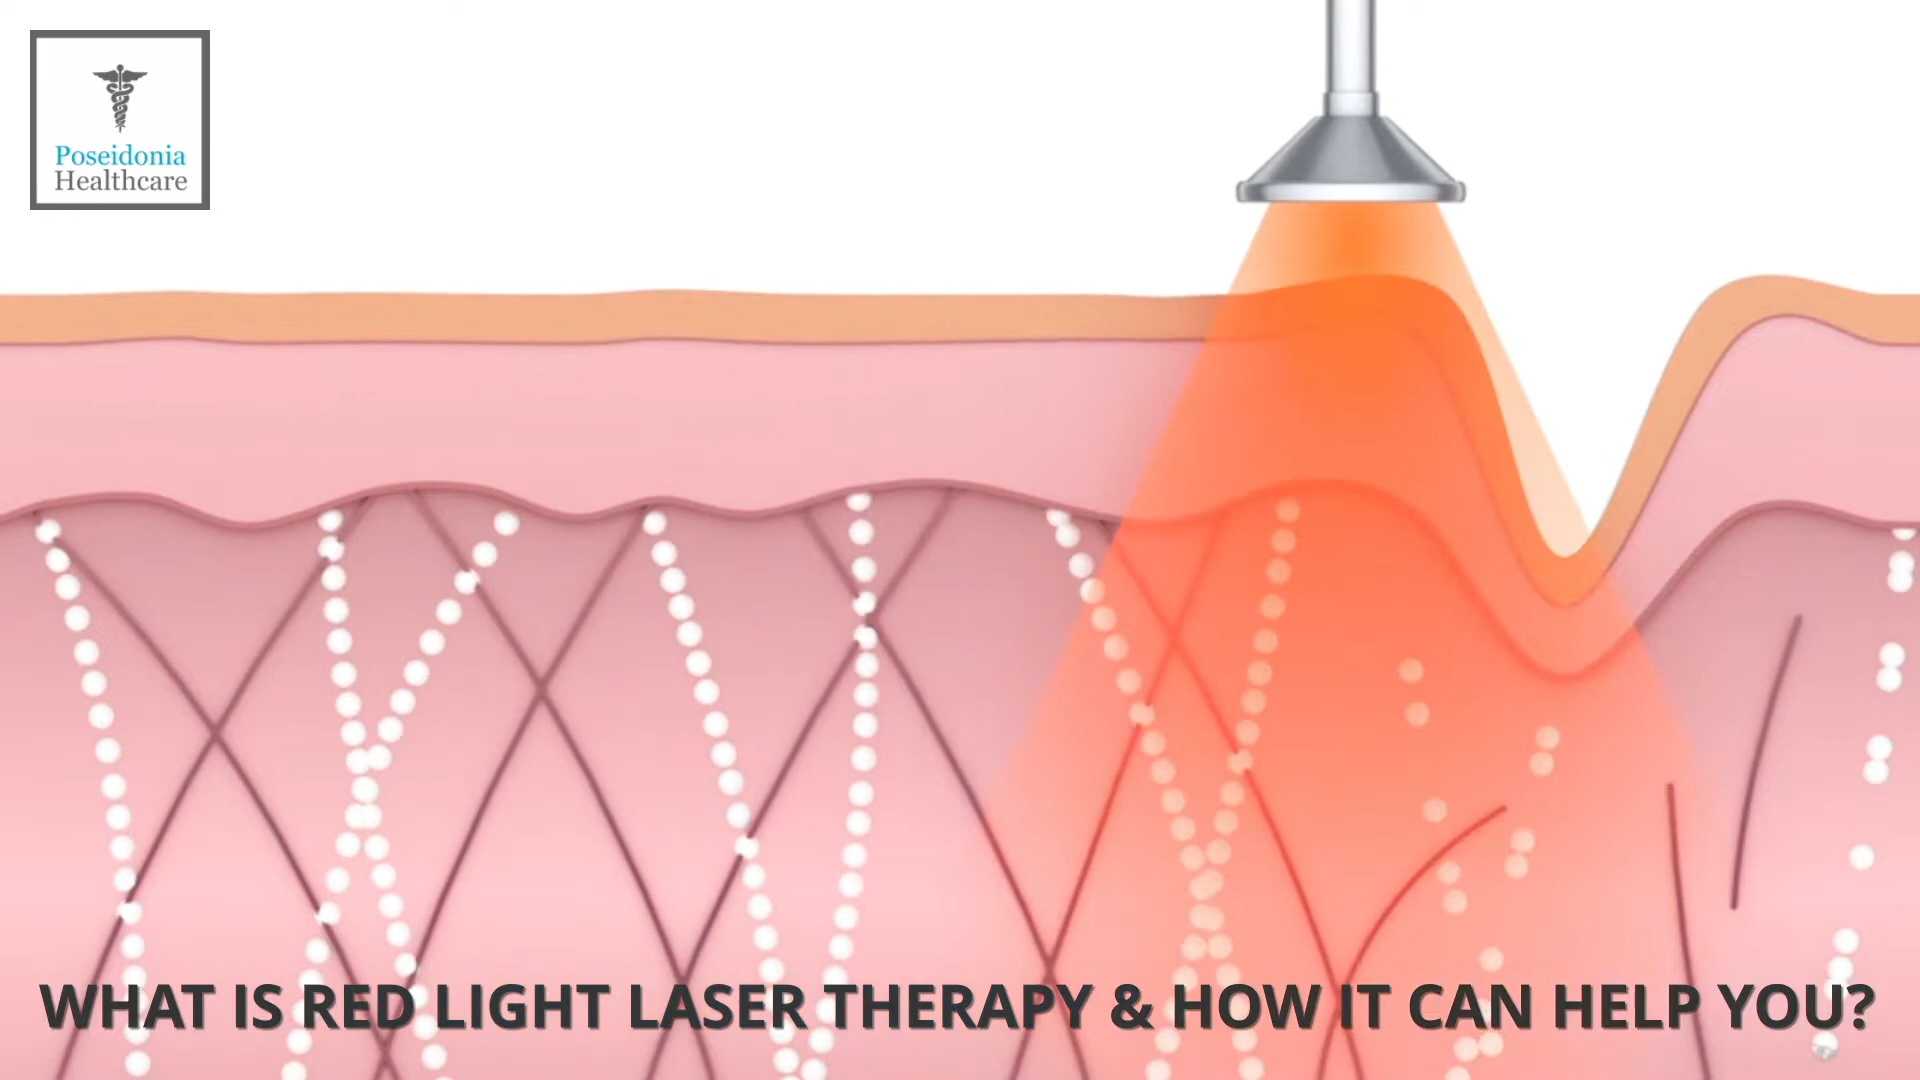 Poseidonia
Healthcare
WHAT IS RED LIGHT LASER THERAPY & HOW IT CAN HELP YOU?